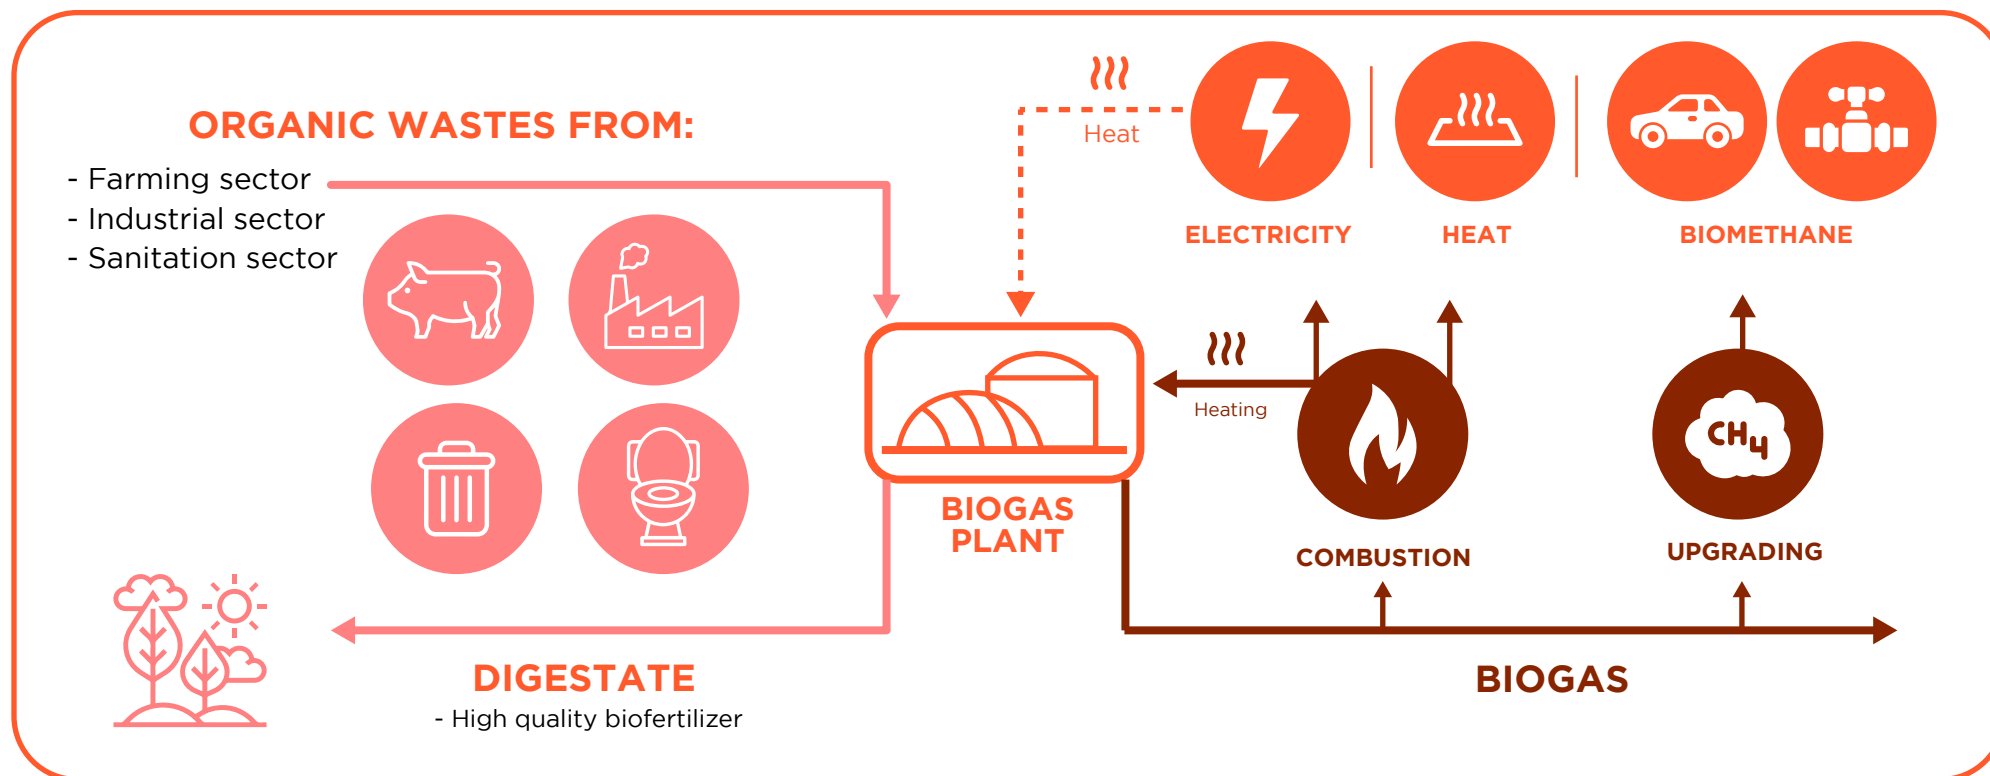 ORGANIC WASTES FROM:
- Farming sector
- Industrial sector
- Sanitation sector
Heat
ELECTRICITY
HEAT
BIOMETHANE
Heating
CH4
BIOGAS
PLANT
COMBUSTION
UPGRADING
DIGESTATE
- High quality biofertilizer
BIOGAS